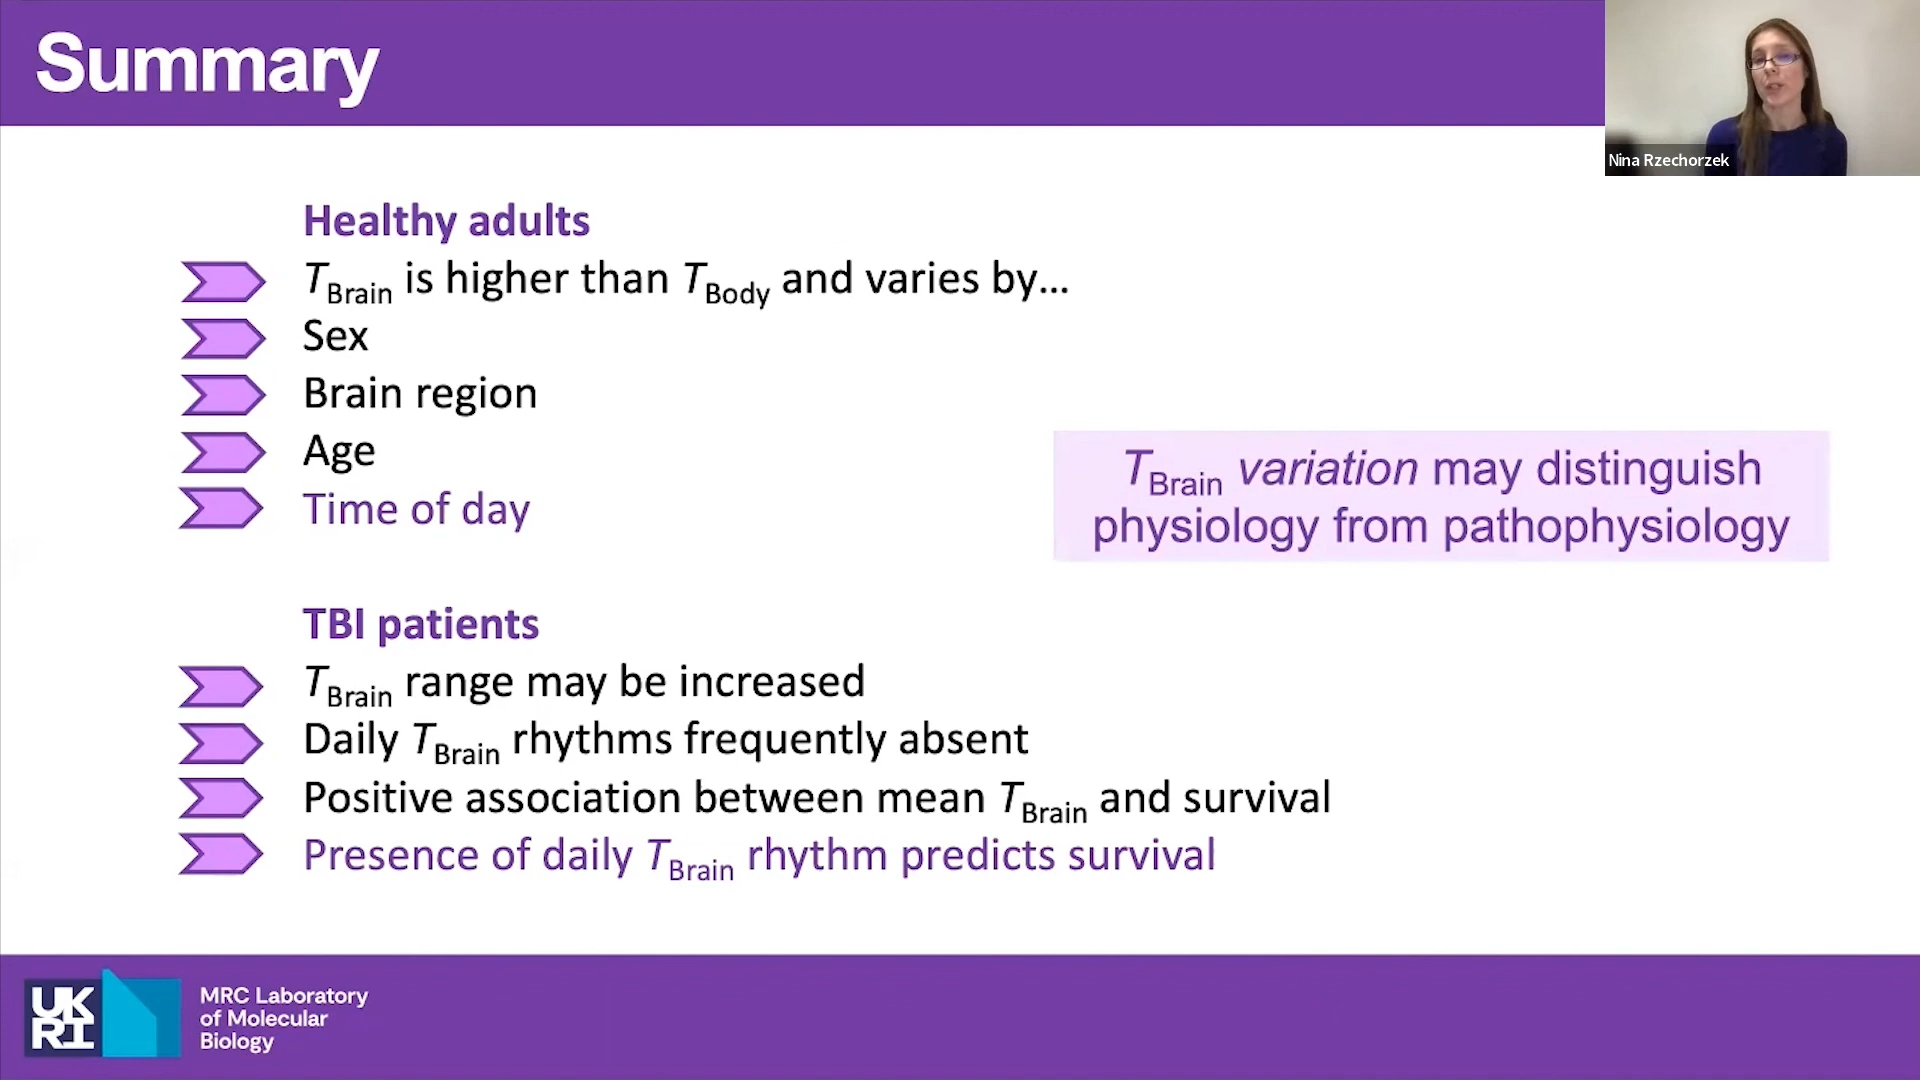 Summary
Nina Rzechorzek
Healthy adults
TBrain is higher than TBody and varies by...
Sex
Brain region
Age
Time of day
TBrain variation may distinguish
physiology from pathophysiology
TBI patients
TBrain range may be increased
Daily TBrain rhythms frequently absent
Positive association between mean TBrain and survival
Presence of daily TBrain rhythm predicts survival
UK
RI
MRC Laboratory
of Molecular
Biology